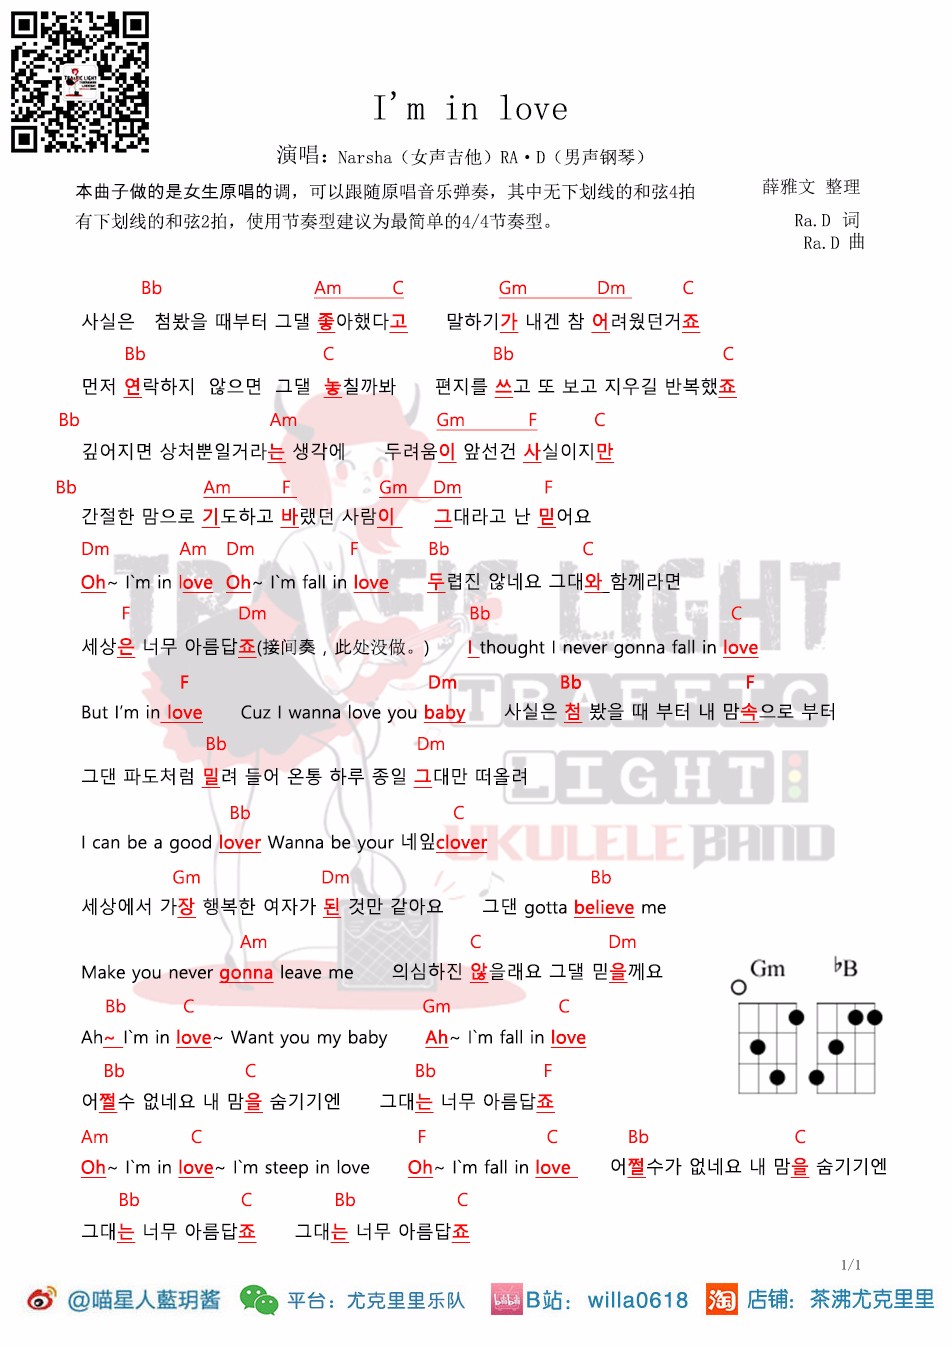 TRAFFIC LIGHT
I'm in love
演唱：Narsha（女声吉他）RA·D（男声钢琴）
本曲子做的是女生原唱的调，可以跟随原唱音乐弹奏，其中无下划线的和弦4拍
有下划线的和弦2拍，使用节奏型建议为最简单的4/4节奏型。
薛雅文 整理
Ra.D 词
Ra.D 曲
Bb Am C Gm Dm C
사실은 첨봤을 때부터 그댈 좋아했다고 말하기가 내겐 참 어려웠던거죠
Bb C Bb C
먼저 연락하지 않으면 그댈 놓칠까봐 편지를 쓰고 또 보고 지우길 반복했죠
Bb Am Gm F C
깊어지면 상처뿐일거라는 생각에 두려움이 앞선건 사실이지만
Bb Am F Gm Dm F
간절한 맘으로 기도하고 바랬던 사람이 그대라고 난 믿어요
Dm Am Dm F Bb C
Oh~ I`m in love Oh~ I`m fall in love 두렵진 않네요 그대와 함께라면
F Dm Bb C
세상은 너무 아름답죠(接间奏，此处没做。) I thought I never gonna fall in love
F Dm Bb F
But I'm in love Cuz I wanna love you baby 사실은 첨 봤을 때 부터 내 맘속으로 부터
Bb Dm
그댄 파도처럼 밀려 들어 온통 하루 종일 그대만 떠올려
Bb C
I can be a good lover Wanna be your 네잎clover
Gm Dm Bb
세상에서 가장 행복한 여자가 된 것만 같아요 그댄 gotta believe me
Am C Dm
Make you never gonna leave me 의심하진 않을래요 그댈 믿을께요
Gm ♭B
Bb C Gm C
Ah~ I`m in love~ Want you my baby Ah~ I`m fall in love
Bb C Bb F
어쩔수 없네요 내 맘을 숨기기엔 그대는 너무 아름답죠
Am C F C Bb C
Oh~ I`m in love~ I`m steep in love Oh~ I`m fall in love 어쩔수가 없네요 내 맘을 숨기기엔
Bb C Bb C
그대는 너무 아름답죠 그대는 너무 아름답죠
TRAFFIC LIGHT
TRAFFIC
LIGHT
UKULELE BAND
1/1
@喵星人藍玥醬 平台：尤克里里乐队 B站：willa0618 淘 店铺：茶沸尤克里里